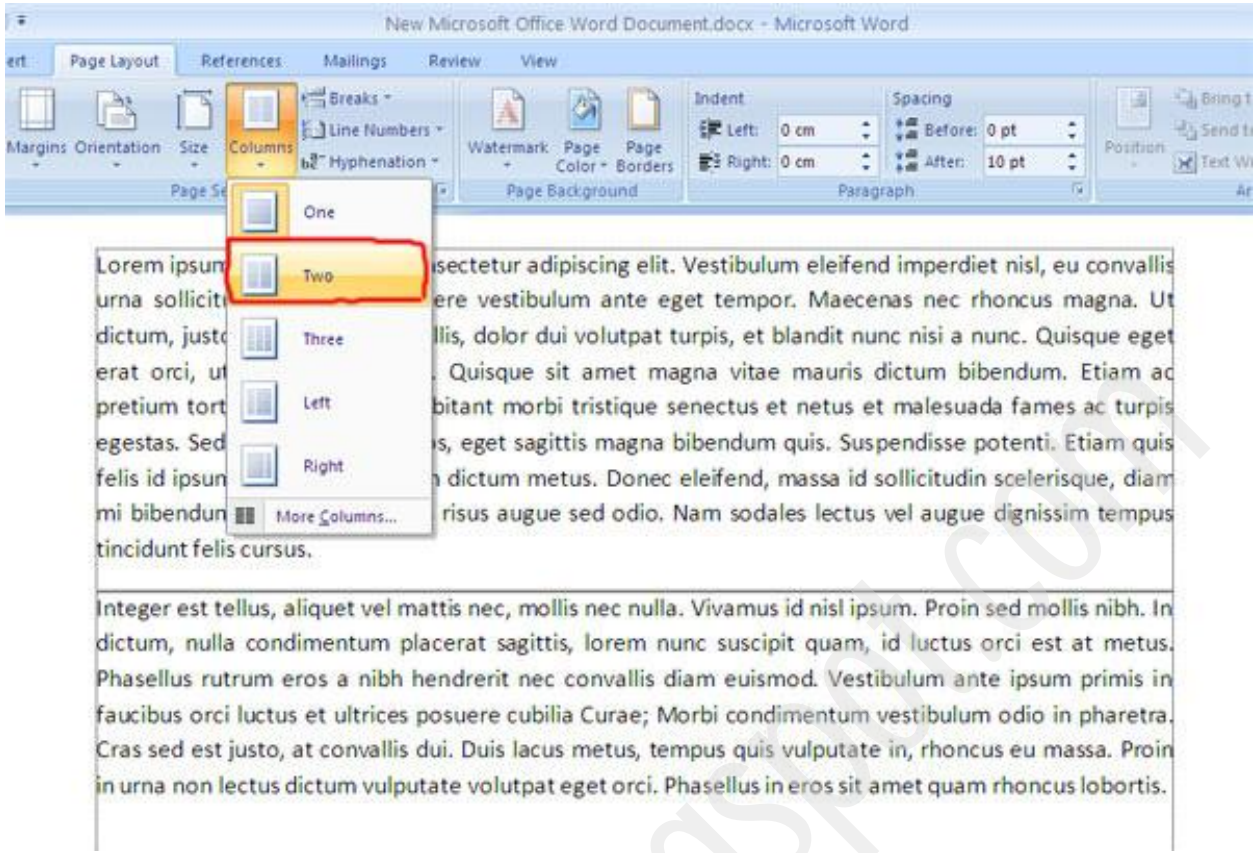 New Microsoft Office Word Document.docx - Microsoft Word
ert Page Layout References Mailings Review View
Margins Orientation Size Columns
Breaks
Line Numbers
Hyphenation
Watermark Page Color Page Borders
Indent
Left: 0 cm
Right: 0 cm
Spacing
Before: 0 pt
After: 10 pt
Position
Bring t
Send t
Text W
Page Se Page Background Paragraph Ar
One
Two
Three
Left
Right
More Columns...
Lorem ipsum sectetur adipiscing elit. Vestibulum eleifend imperdiet nisl, eu convallis
urna sollicit ere vestibulum ante eget tempor. Maecenas nec rhoncus magna. Ut
dictum, justo llis, dolor dui volutpat turpis, et blandit nunc nisi a nunc. Quisque eget
erat orci, ut . Quisque sit amet magna vitae mauris dictum bibendum. Etiam ac
pretium tort bitant morbi tristique senectus et netus et malesuada fames ac turpis
egestas. Sed s, eget sagittis magna bibendum quis. Suspendisse potenti. Etiam quis
felis id ipsum dictum metus. Donec eleifend, massa id sollicitudin scelerisque, diam
mi bibendum risus augue sed odio. Nam sodales lectus vel augue dignissim tempus
tincidunt felis cursus.
Integer est tellus, aliquet vel mattis nec, mollis nec nulla. Vivamus id nisl ipsum. Proin sed mollis nibh. In
dictum, nulla condimentum placerat sagittis, lorem nunc suscipit quam, id luctus orci est at metus.
Phasellus rutrum eros a nibh hendrerit nec convallis diam euismod. Vestibulum ante ipsum primis in
faucibus orci luctus et ultrices posuere cubilia Curae; Morbi condimentum vestibulum odio in pharetra.
Cras sed est justo, at convallis dui. Duis lacus metus, tempus quis vulputate in, rhoncus eu massa. Proin
in urna non lectus dictum vulputate volutpat eget orci. Phasellus in eros sit amet quam rhoncus lobortis.